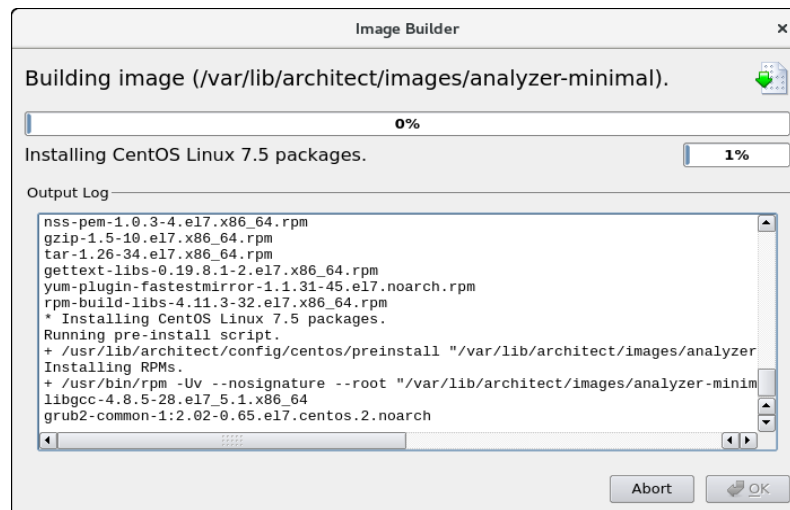 Image Builder
Building image (/var/lib/architect/images/analyzer-minimal).
0%
Installing CentOS Linux 7.5 packages.
1%
Output Log
nss-pem-1.0.3-4.el7.x86_64.rpm
gzip-1.5-10.el7.x86_64.rpm
tar-1.26-34.el7.x86_64.rpm
gettext-libs-0.19.8.1-2.el7.x86_64.rpm
yum-plugin-fastestmirror-1.1.31-45.el7.noarch.rpm
rpm-build-libs-4.11.3-32.el7.x86_64.rpm
* Installing CentOS Linux 7.5 packages.
Running pre-install script.
+ /usr/lib/architect/config/centos/preinstall "/var/lib/architect/images/analyzer
Installing RPMs.
+ /usr/bin/rpm -Uv --nosignature --root "/var/lib/architect/images/analyzer-minim
libgcc-4.8.5-28.el7_5.1.x86_64
grub2-common-1:2.02-0.65.el7.centos.2.noarch
Abort
OK